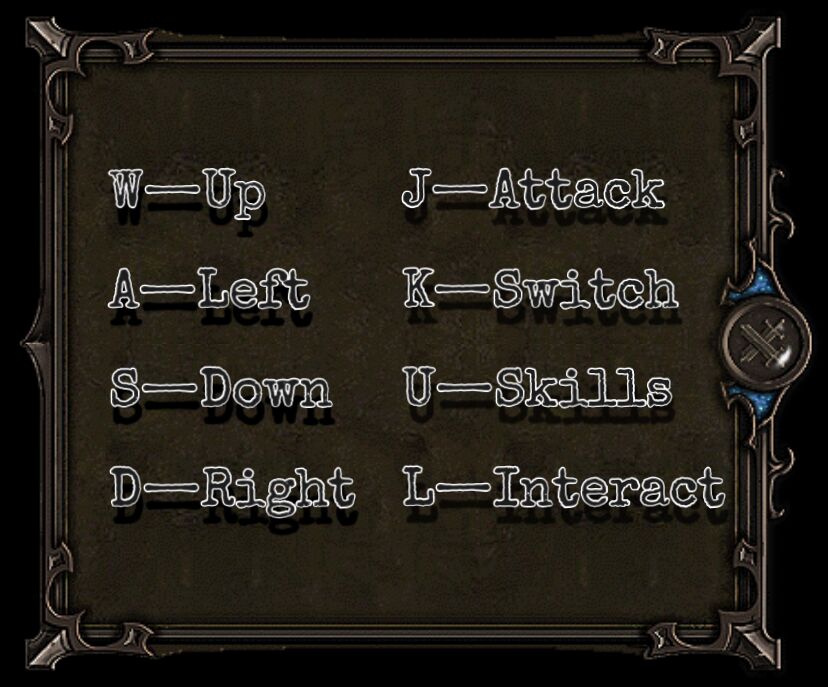 W—Up
A—Left
S—Down
D—Right
J—Attack
K—Switch
U—Skills
L—Interact